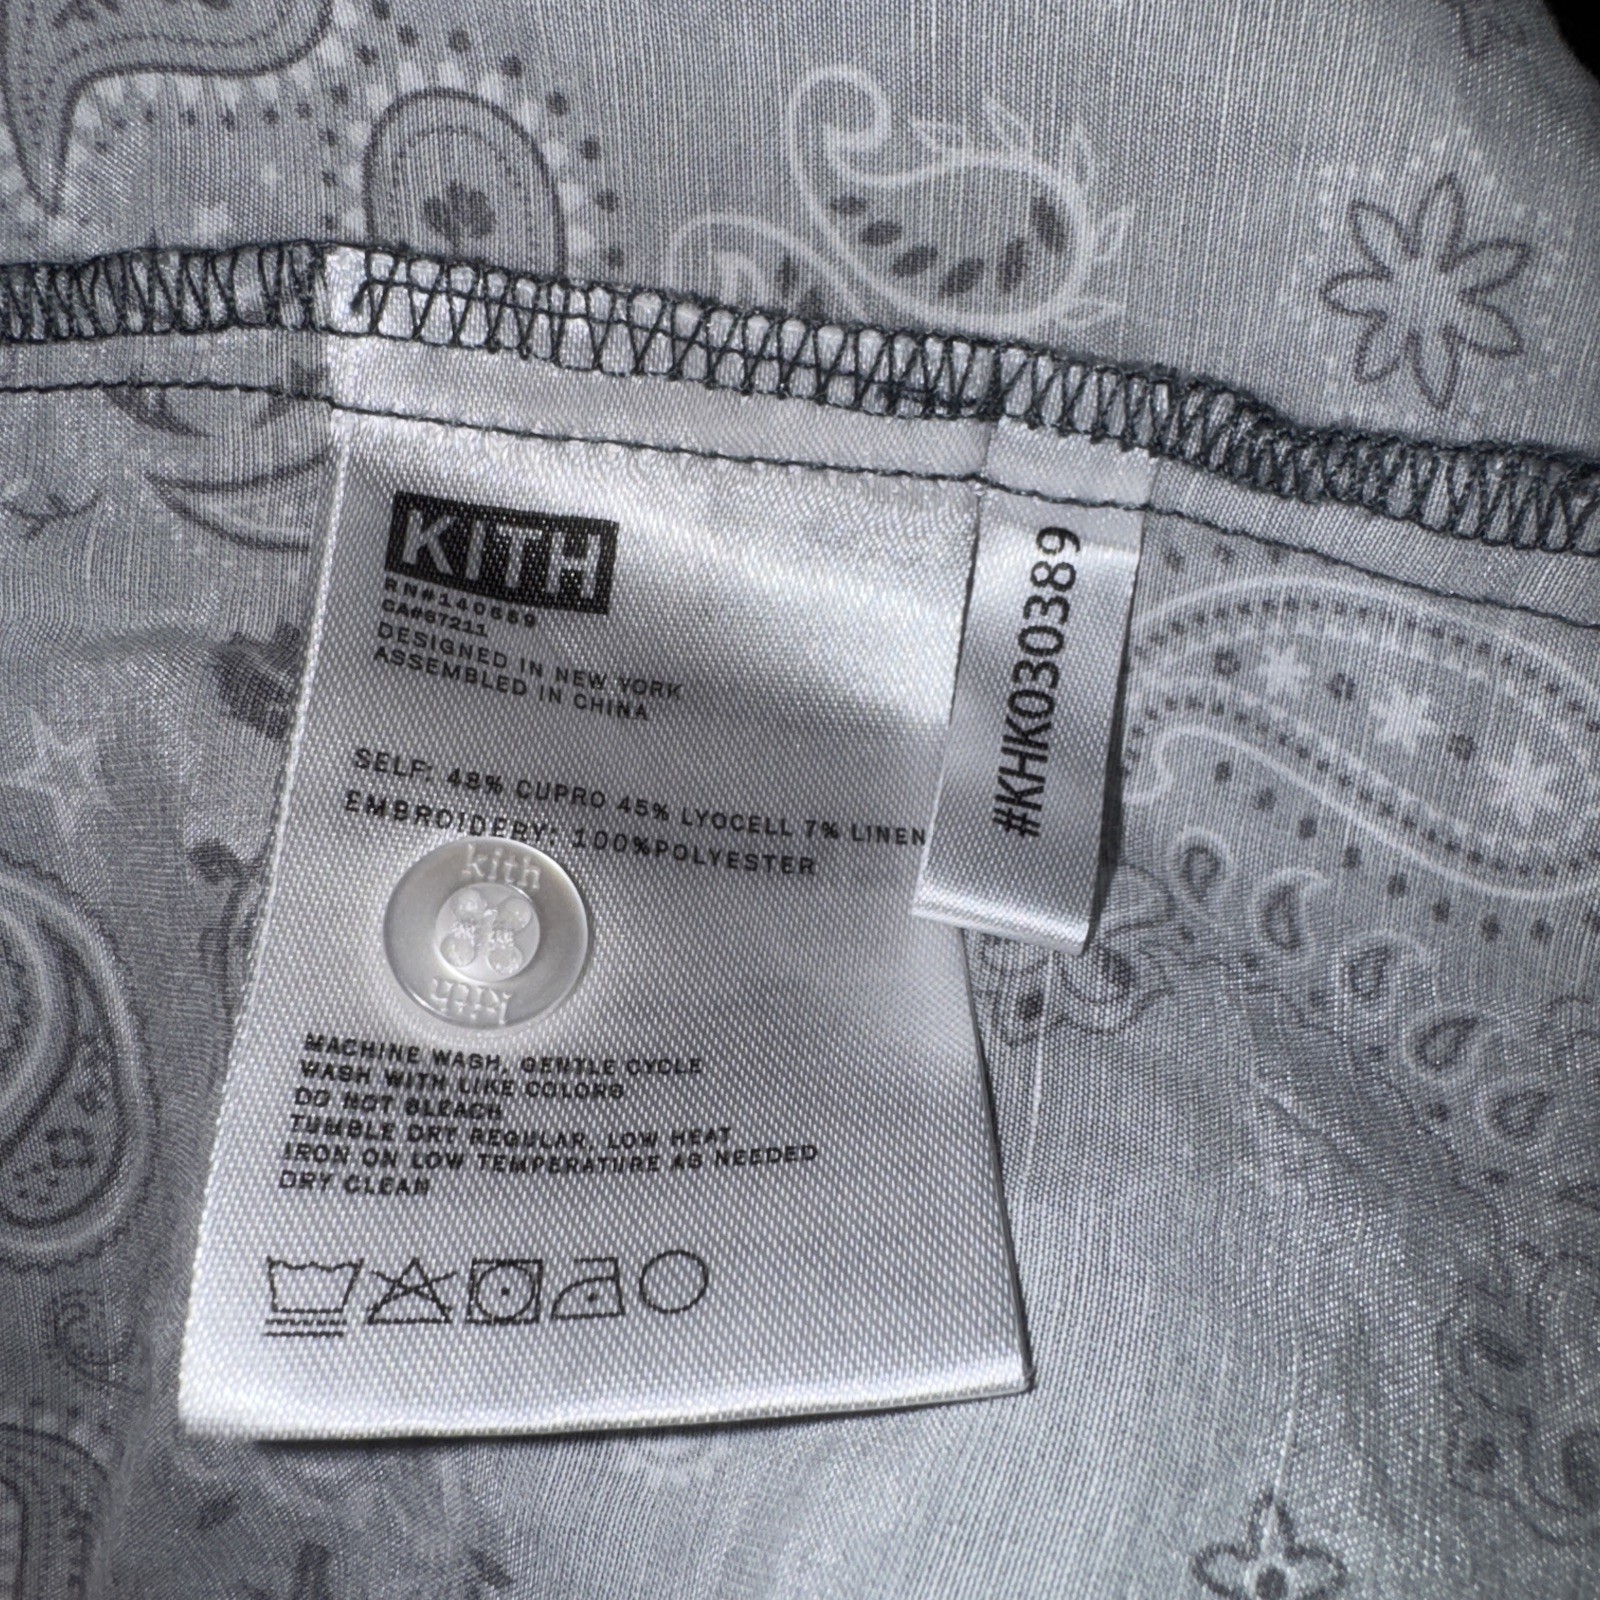 KITH
RN#140659
CA#57211
DESIGNED IN NEW YORK
ASSEMBLED IN CHINA
SELF: 48% CUPRO 45% LYOCELL 7% LINEN
EMBROIDERY: 100%POLYESTER
kith
kith
MACHINE WASH, GENTLE CYCLE
WASH WITH LIKE COLORS
DO NOT BLEACH
TUMBLE DRY REGULAR, LOW HEAT
IRON ON LOW TEMPERATURE AS NEEDED
DRY CLEAN
#KHK030389